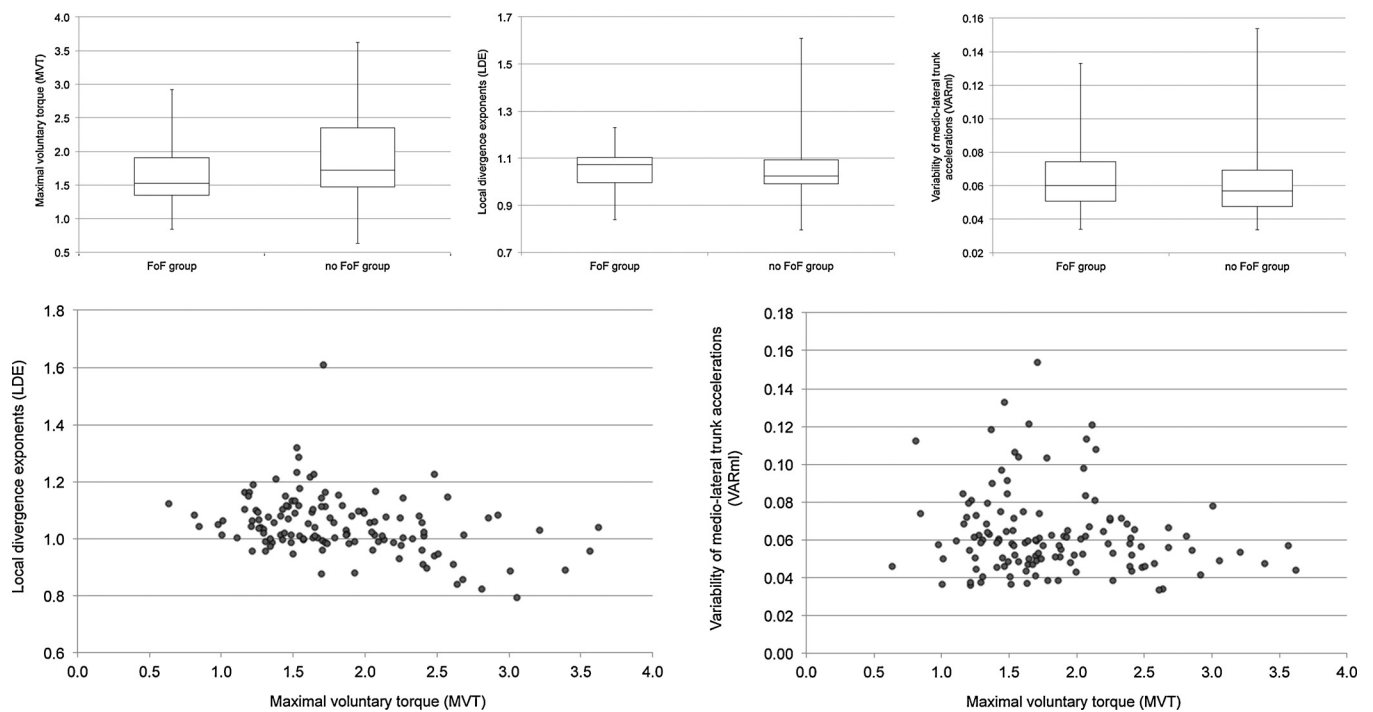 Maximal voluntary torque (MVT)
4.0
3.5
3.0
2.5
2.0
1.5
1.0
0.5
FoF group
no FoF group
Local divergence exponents (LDE)
1.7
1.5
1.3
1.1
0.9
0.7
FoF group
no FoF group
Variability of medio-lateral trunk
accelerations (VARml)
0.16
0.14
0.12
0.10
0.08
0.06
0.04
0.02
FoF group
no FoF group
Local divergence exponents (LDE)
1.8
1.6
1.4
1.2
1.0
0.8
0.6
0.0 0.5 1.0 1.5 2.0 2.5 3.0 3.5 4.0
Maximal voluntary torque (MVT)
Variability of medio-lateral trunk accelerations
(VARml)
0.18
0.16
0.14
0.12
0.10
0.08
0.06
0.04
0.02
0.00
0.0 0.5 1.0 1.5 2.0 2.5 3.0 3.5 4.0
Maximal voluntary torque (MVT)